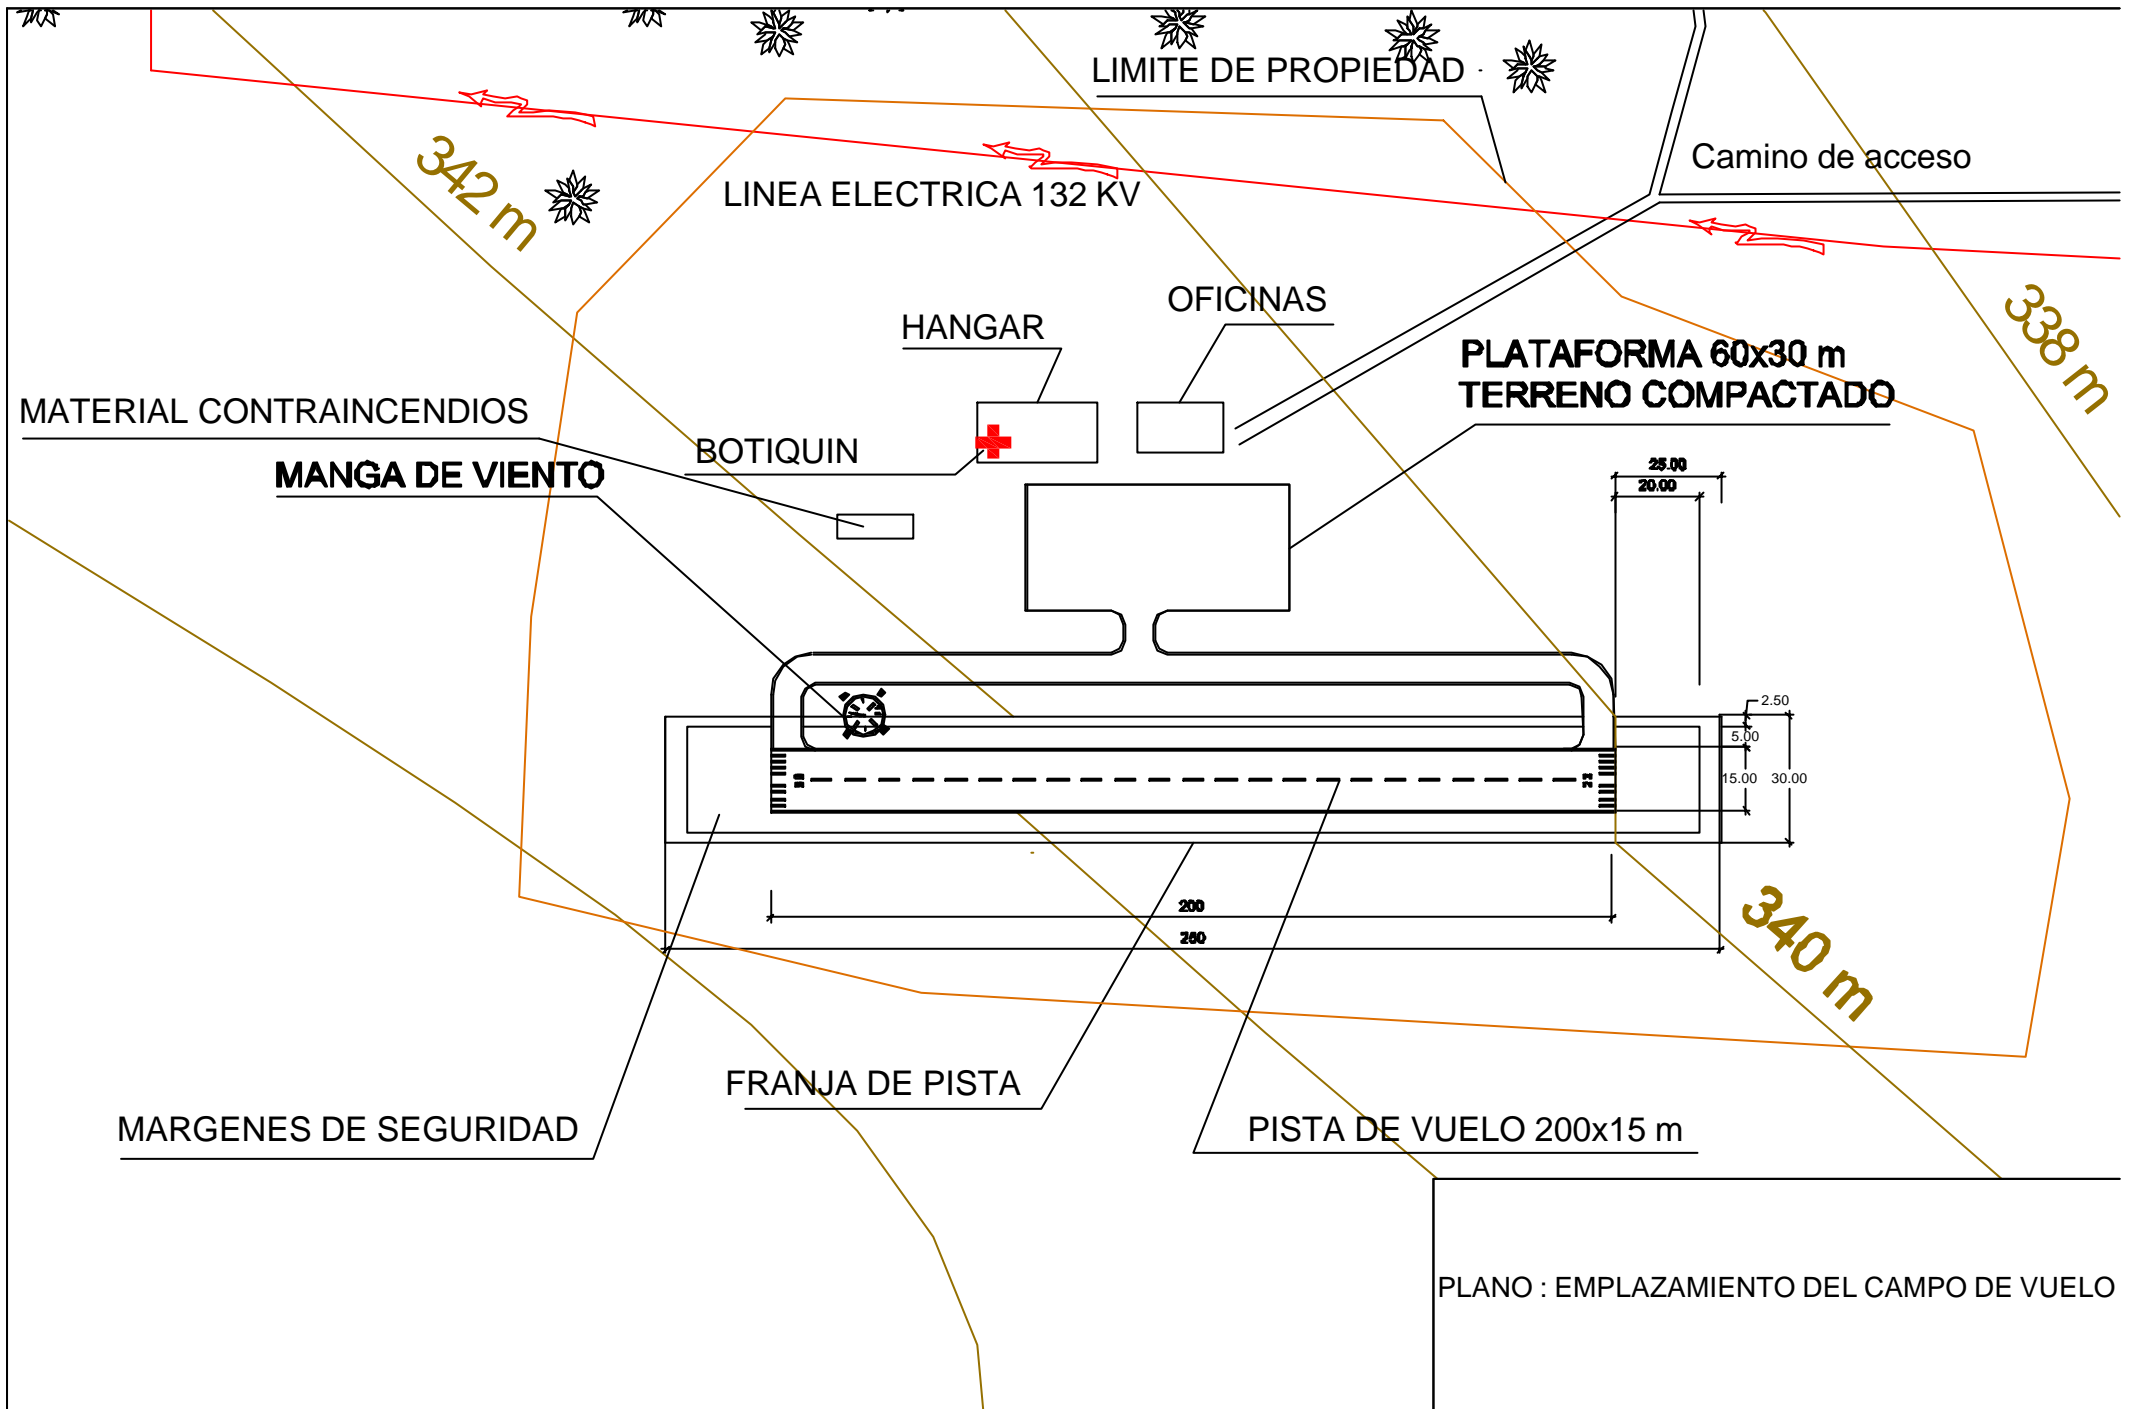 LIMITE DE PROPIEDAD
Camino de acceso
342 m
LINEA ELECTRICA 132 KV
OFICINAS
338 m
HANGAR
PLATAFORMA 60x30 m
TERRENO COMPACTADO
MATERIAL CONTRAINCENDIOS
BOTIQUIN
MANGA DE VIENTO
25.00
20.00
2.50
5.00
15.00 30.00
200
250
340 m
FRANJA DE PISTA
MARGENES DE SEGURIDAD
PISTA DE VUELO 200x15 m
PLANO : EMPLAZAMIENTO DEL CAMPO DE VUELO